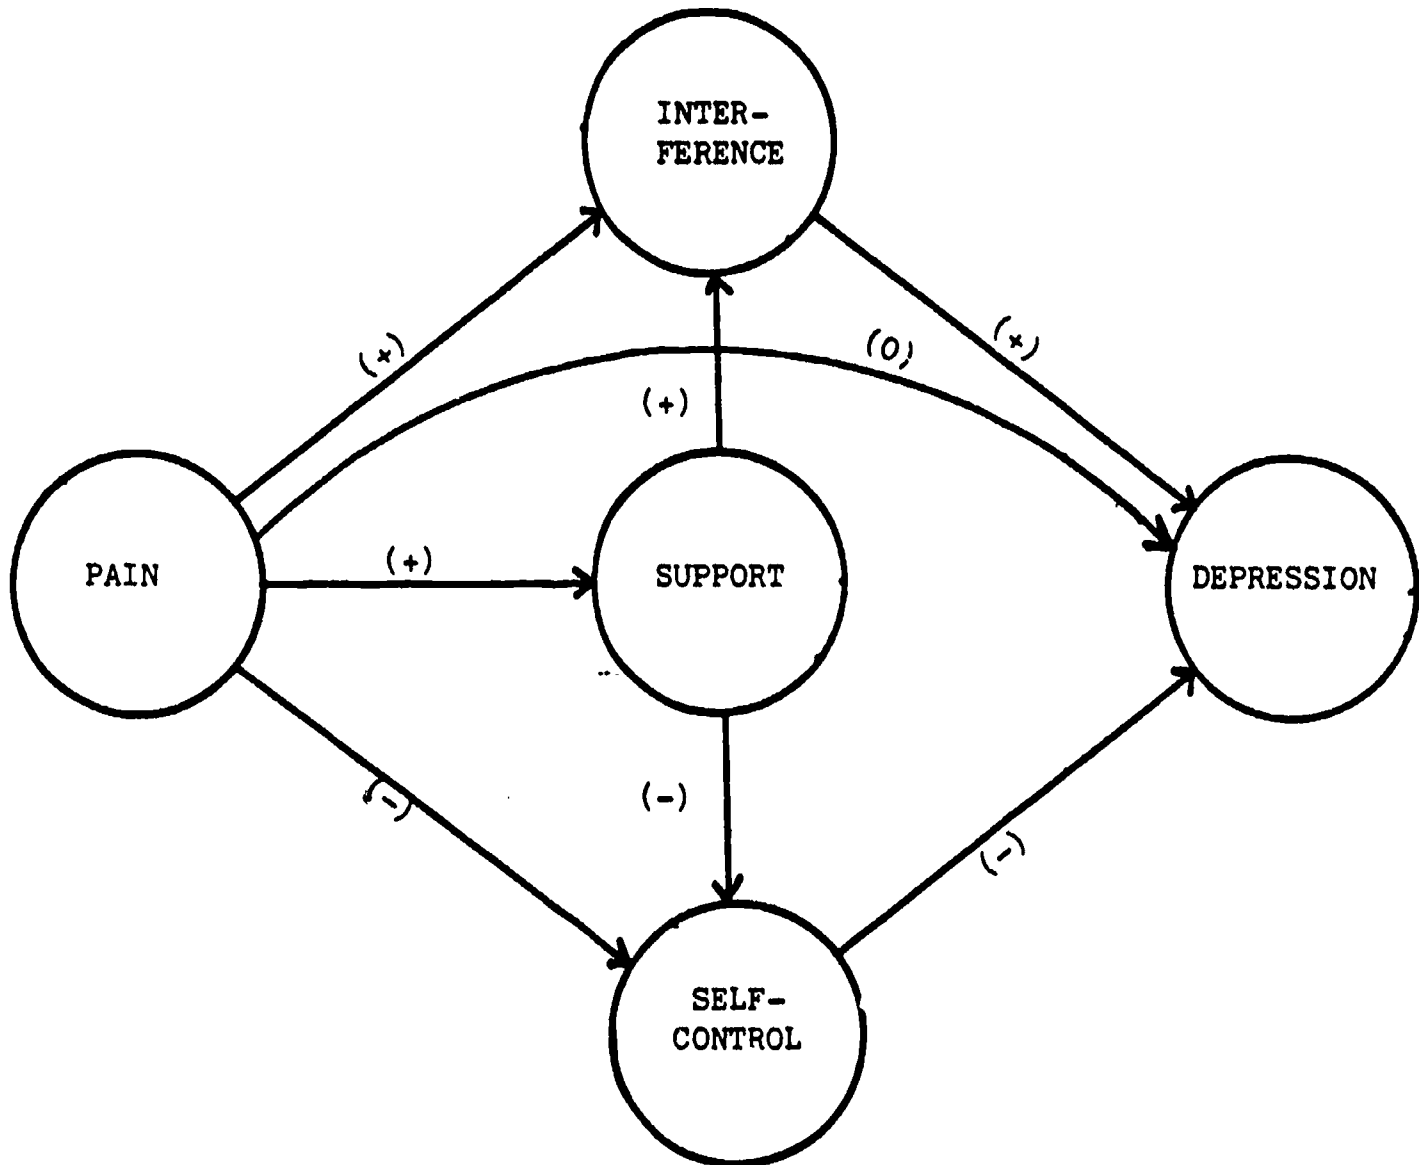 INTER-
FERENCE
(+)
(0)
(+)
(+)
PAIN
(+)
SUPPORT
DEPRESSION
(-)
(-)
(-)
SELF-
CONTROL